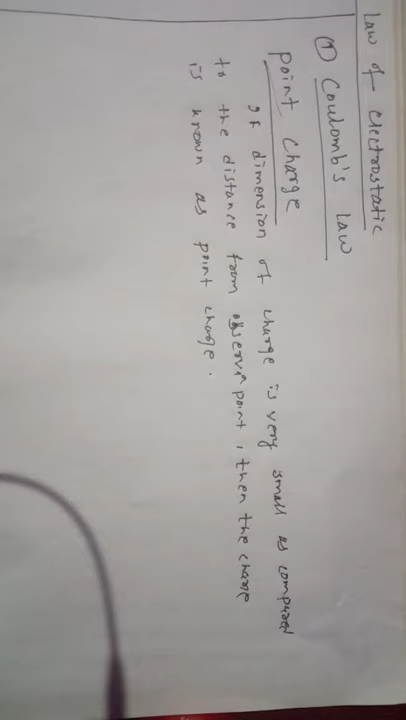 Law of electrostatic
① Coulomb's Law
Point Charge
If dimension of charge is very small as compared
to the distance from observn point, then the charge
is known as point charge.